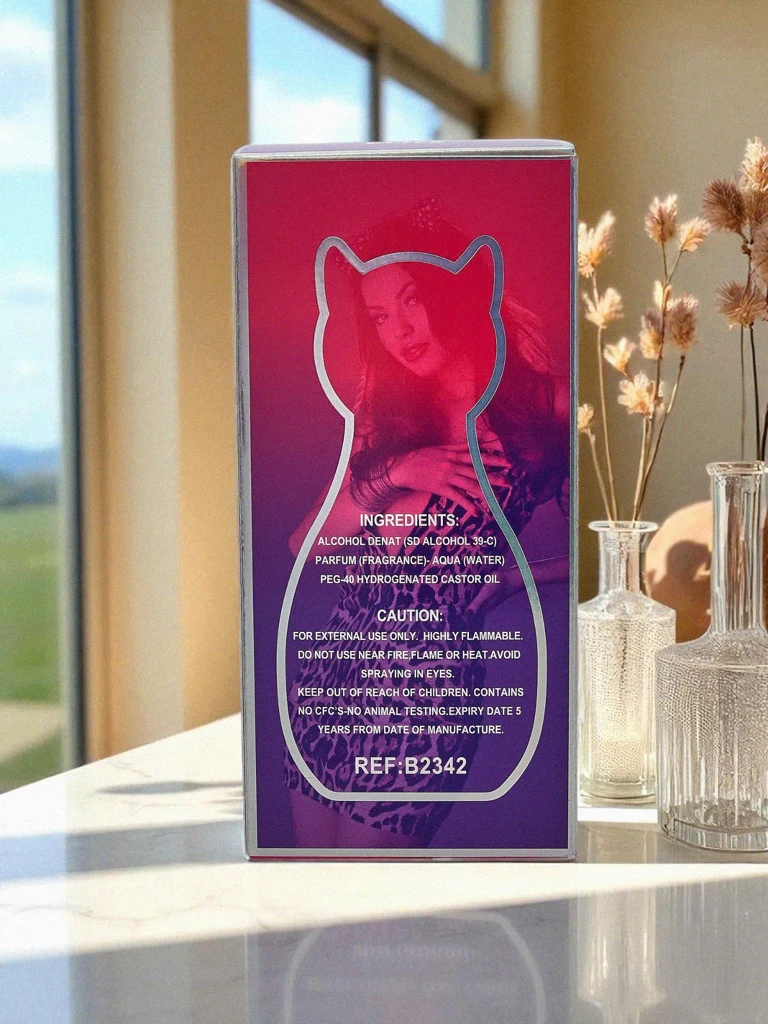 INGREDIENTS:
ALCOHOL DENAT (SD ALCOHOL 39-C)
PARFUM (FRAGRANCE)- AQUA (WATER)
PEG-40 HYDROGENATED CASTOR OIL
CAUTION:
FOR EXTERNAL USE ONLY. HIGHLY FLAMMABLE.
DO NOT USE NEAR FIRE,FLAME OR HEAT.AVOID
SPRAYING IN EYES.
KEEP OUT OF REACH OF CHILDREN. CONTAINS
NO CFC'S-NO ANIMAL TESTING.EXPIRY DATE 5
YEARS FROM DATE OF MANUFACTURE.
REF:B2342